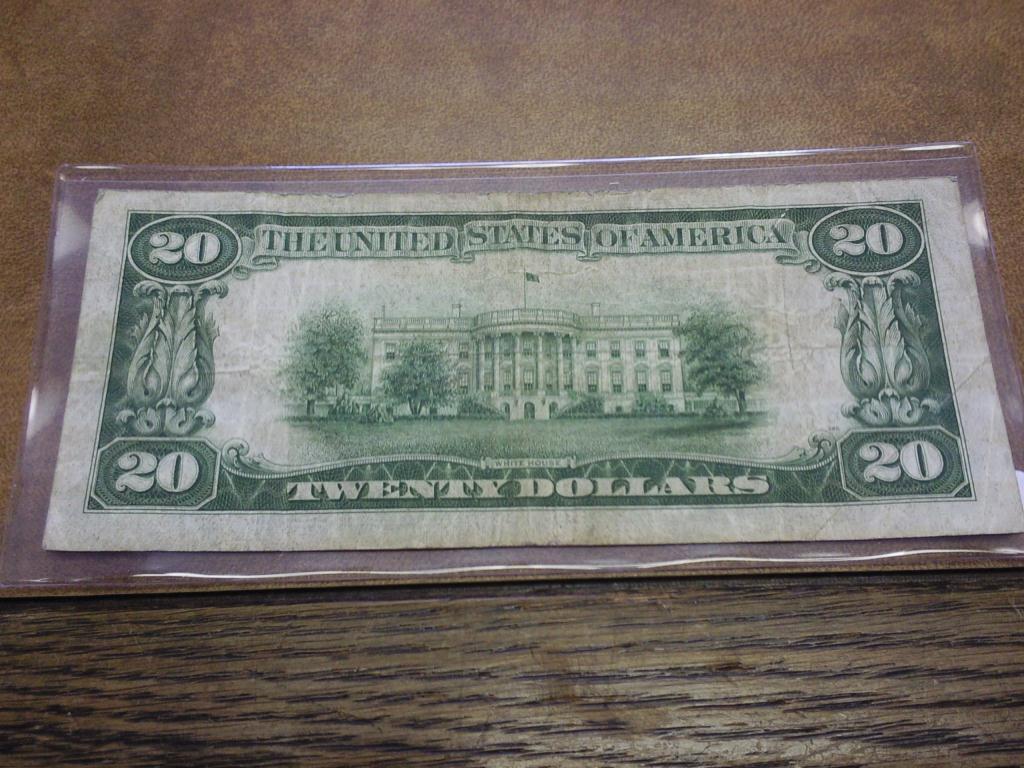 20 THE UNITED STATES OF AMERICA 20
WHITE HOUSE
20 TWENTY DOLLARS 20